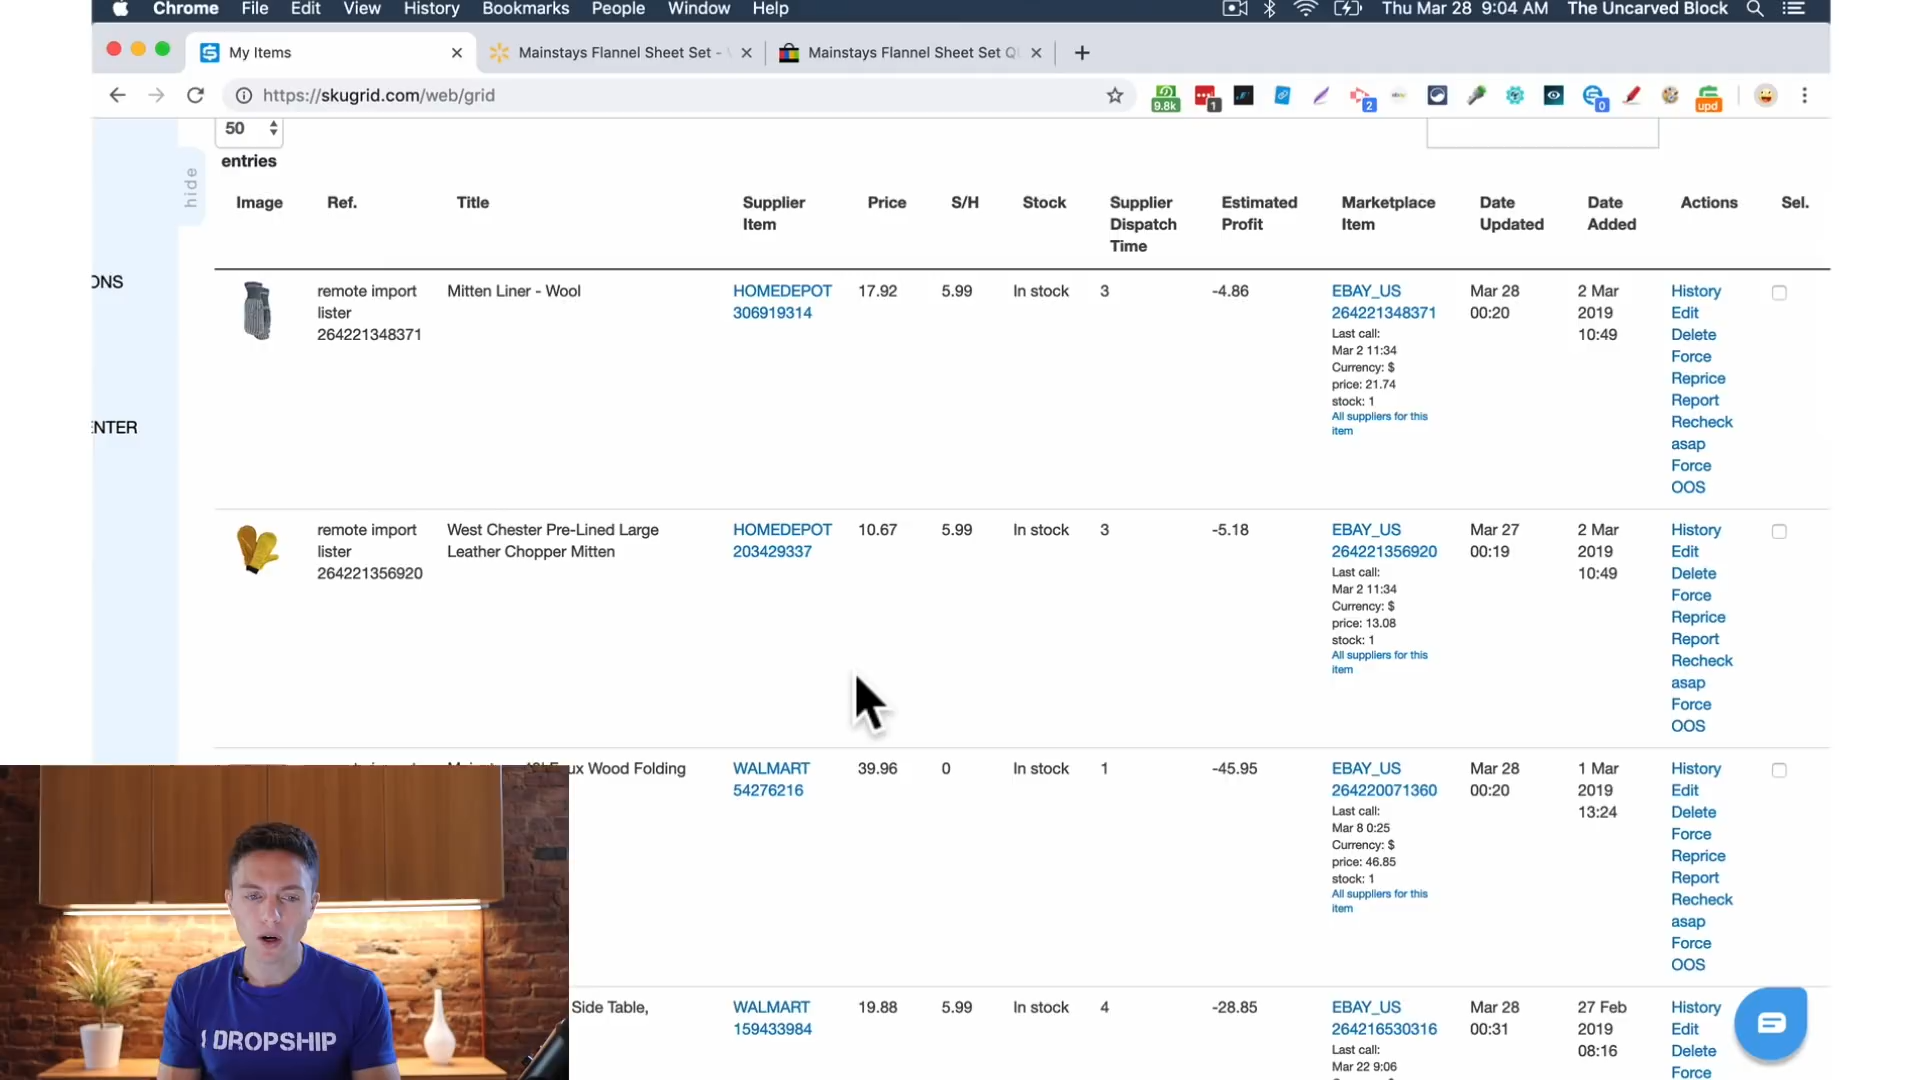 Chrome File Edit View History Bookmarks People Window Help Thu Mar 28 9:04 AM The Uncarved Block
My Items Mainstays Flannel Sheet Set - Mainstays Flannel Sheet Set Q
https://skugrid.com/web/grid 9.8k 1 2 0 upd
50
entries
hide
Image Ref. Title Supplier Item Price S/H Stock Supplier Dispatch Time Estimated Profit Marketplace Item Date Updated Date Added Actions Sel.
ONS
ENTER
remote import
lister
264221348371
Mitten Liner - Wool
HOMEDEPOT
306919314
17.92 5.99 In stock 3 -4.86
EBAY_US
264221348371
Last call:
Mar 2 11:34
Currency: $
price: 21.74
stock: 1
All suppliers for this
item
Mar 28
00:20
2 Mar
2019
10:49
History
Edit
Delete
Force
Reprice
Report
Recheck
asap
Force
OOS
remote import
lister
264221356920
West Chester Pre-Lined Large
Leather Chopper Mitten
HOMEDEPOT
203429337
10.67 5.99 In stock 3 -5.18
EBAY_US
264221356920
Last call:
Mar 2 11:34
Currency: $
price: 13.08
stock: 1
All suppliers for this
item
Mar 27
00:19
2 Mar
2019
10:49
History
Edit
Delete
Force
Reprice
Report
Recheck
asap
Force
OOS
ux Wood Folding
WALMART
54276216
39.96 0 In stock 1 -45.95
EBAY_US
264220071360
Last call:
Mar 8 0:25
Currency: $
price: 46.85
stock: 1
All suppliers for this
item
Mar 28
00:20
1 Mar
2019
13:24
History
Edit
Delete
Force
Reprice
Report
Recheck
asap
Force
OOS
Side Table,
WALMART
159433984
19.88 5.99 In stock 4 -28.85
EBAY_US
264216530316
Last call:
Mar 22 9:06
Mar 28
00:31
27 Feb
2019
08:16
History
Edit
Delete
Force
I DROPSHIP